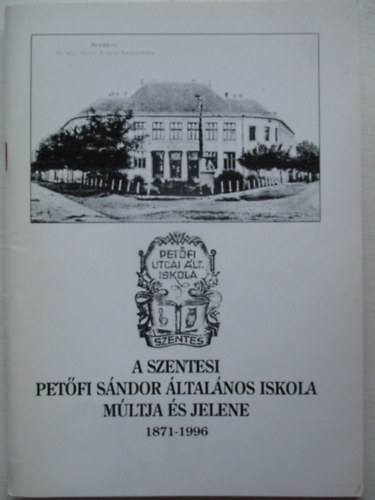 PETŐFI
UTCAI ÁLT.
ISKOLA
SZENTES
A SZENTESI
PETŐFI SÁNDOR ÁLTALÁNOS ISKOLA
MÚLTJA ÉS JELENE
1871-1996